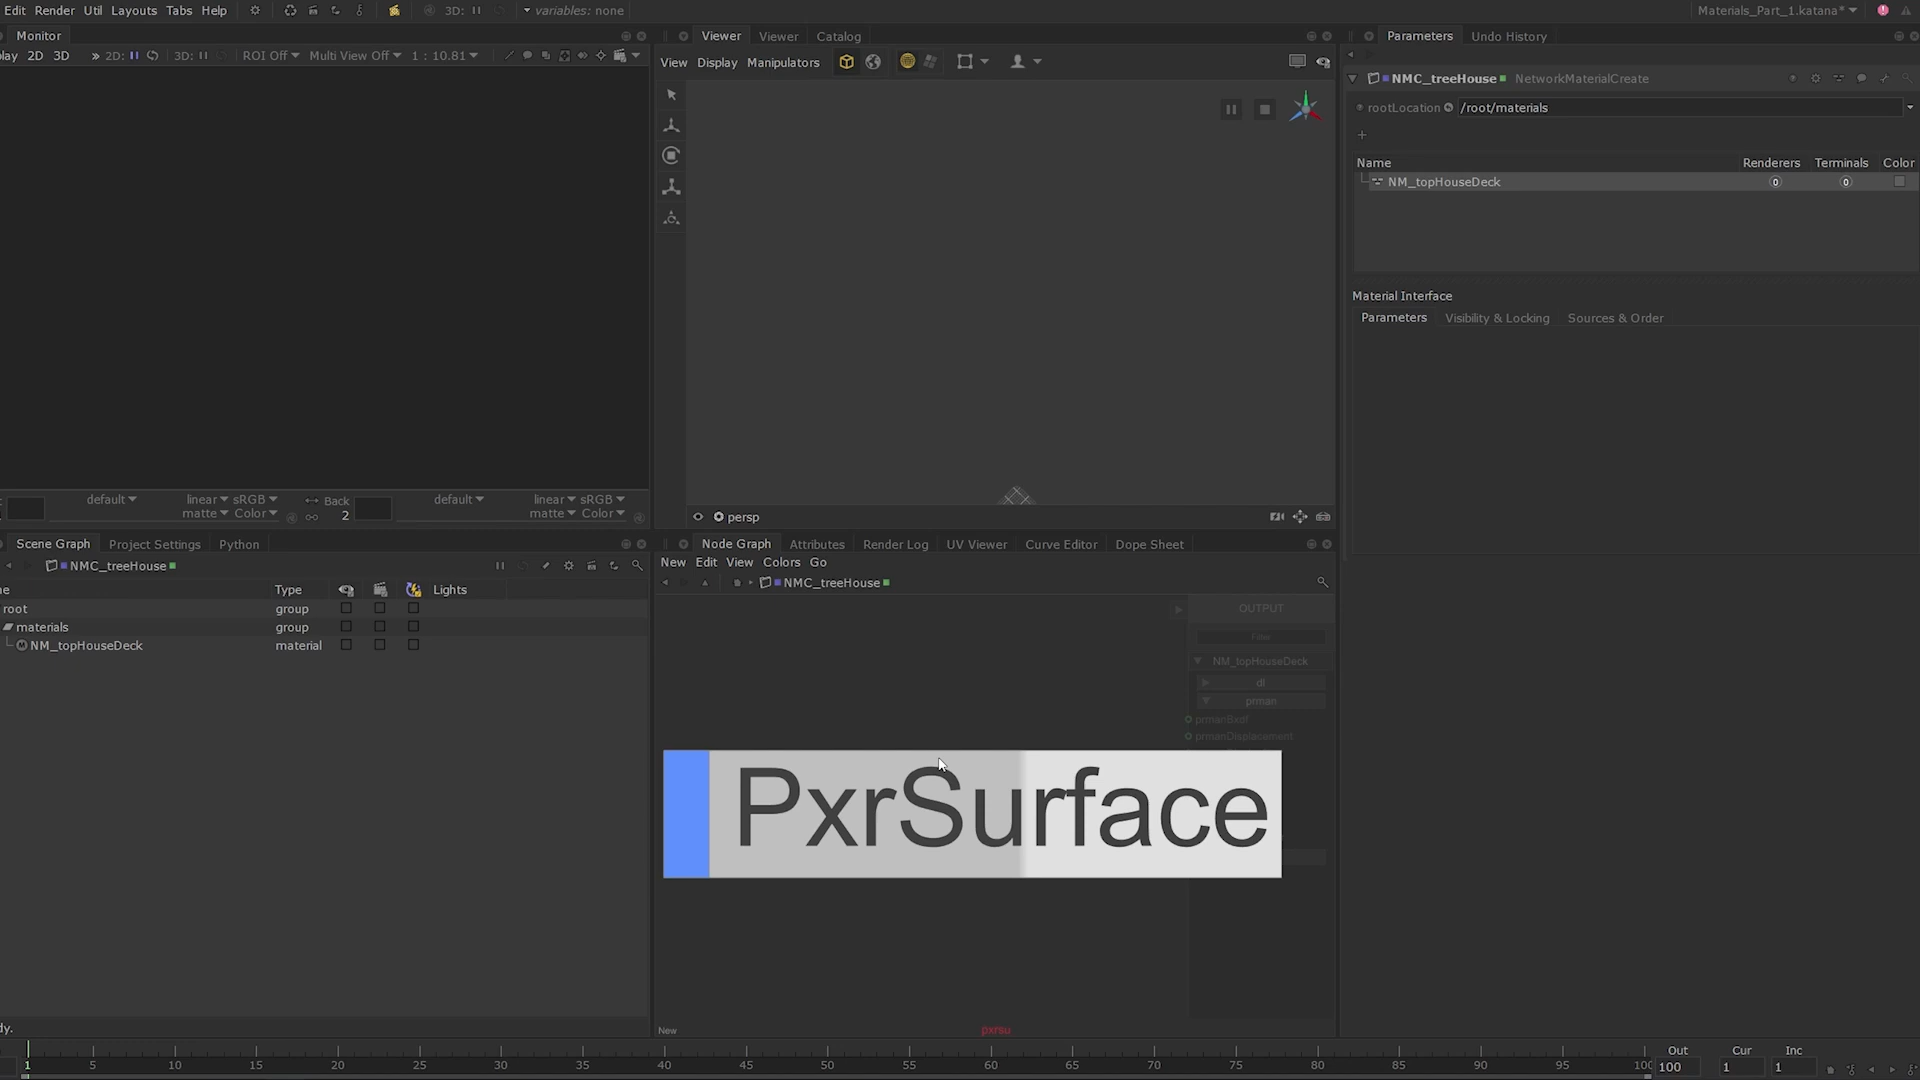 Edit Render Util Layouts Tabs Help 3D: variables: none Materials_Part_1.katana*
Monitor
2D 3D » 2D: 3D: ROI Off Multi View Off 1 : 10.81
default linear sRGB Back default linear sRGB
matte Color 2 matte Color
Viewer Viewer Catalog
View Display Manipulators
persp
Parameters Undo History
NMC_treeHouse NetworkMaterialCreate
rootLocation /root/materials
+
Name Renderers Terminals Color
NM_topHouseDeck 0 0
Material Interface
Parameters Visibility & Locking Sources & Order
Scene Graph Project Settings Python
NMC_treeHouse
Type Lights
root group
materials group
NM_topHouseDeck material
Node Graph Attributes Render Log UV Viewer Curve Editor Dope Sheet
New Edit View Colors Go
NMC_treeHouse
OUTPUT
Filter
NM_topHouseDeck
dl
prman
prmanBxdf
prmanDisplacement
PxrSurface
New pxrsu
1 5 10 15 20 25 30 35 40 45 50 55 60 65 70 75 80 85 90 95 100
Out Cur Inc
100 1 1